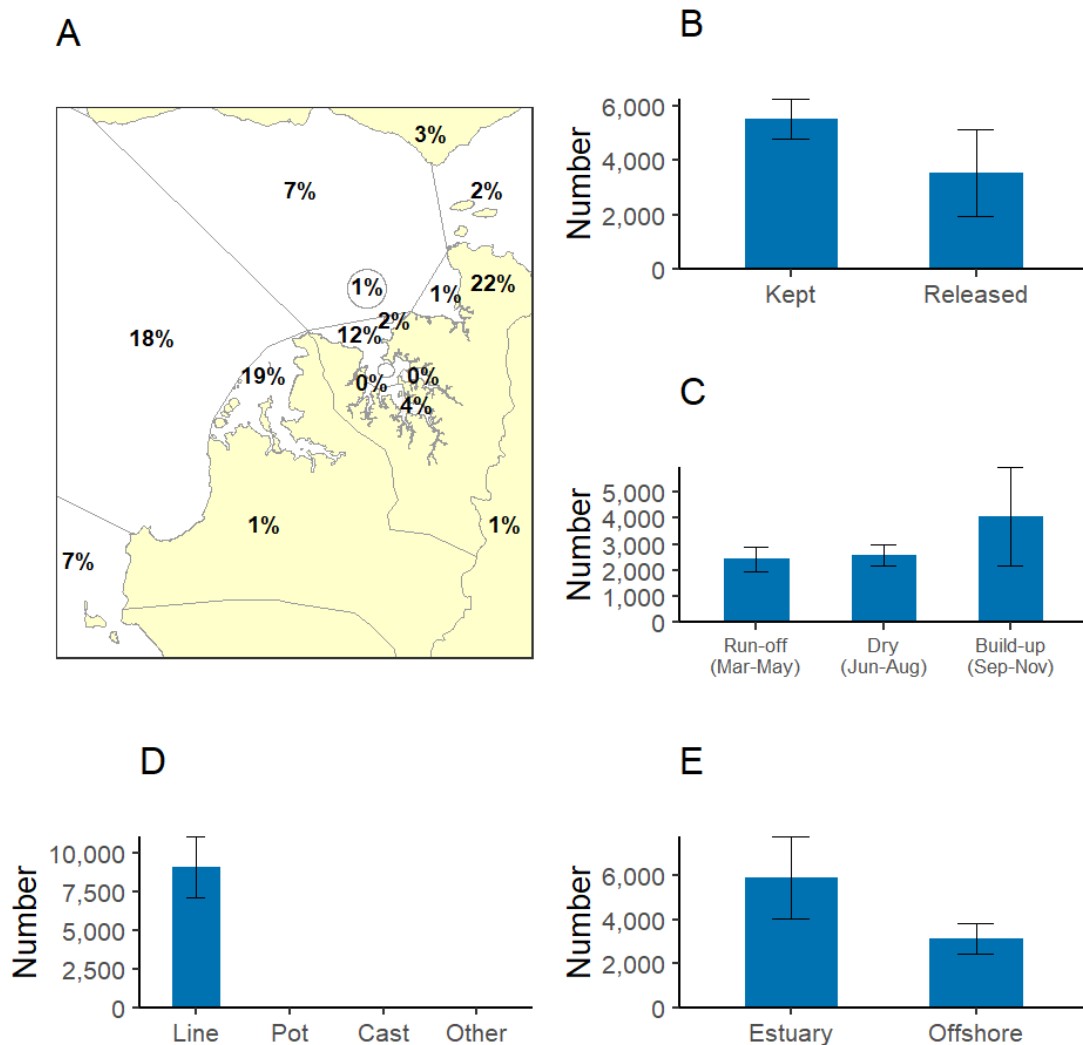 A
3%
7%
2%
22%
1%
1%
2%
12%
18%
19%
0%
0%
4%
1%
1%
7%
B
Number
6,000
4,000
2,000
0
Kept Released
C
Number
5,000
4,000
3,000
2,000
1,000
0
Run-off Dry Build-up
(Mar-May) (Jun-Aug) (Sep-Nov)
D
Number
10,000
7,500
5,000
2,500
0
Line Pot Cast Other
E
Number
6,000
4,000
2,000
0
Estuary Offshore